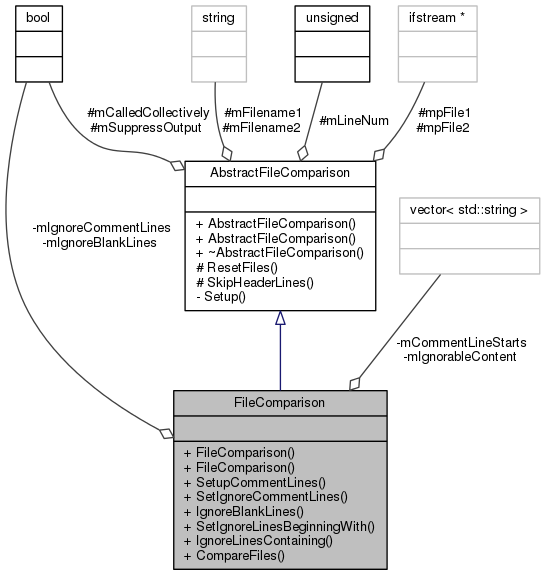 bool
string
unsigned
ifstream *
#mCalledCollectively
#mSuppressOutput
#mFilename1
#mFilename2
#mLineNum
#mpFile1
#mpFile2
AbstractFileComparison
+ AbstractFileComparison()
+ AbstractFileComparison()
+ ~AbstractFileComparison()
# ResetFiles()
# SkipHeaderLines()
- Setup()
vector< std::string >
-mIgnoreCommentLines
-mIgnoreBlankLines
-mCommentLineStarts
-mIgnorableContent
FileComparison
+ FileComparison()
+ FileComparison()
+ SetupCommentLines()
+ SetIgnoreCommentLines()
+ IgnoreBlankLines()
+ SetIgnoreLinesBeginningWith()
+ IgnoreLinesContaining()
+ CompareFiles()